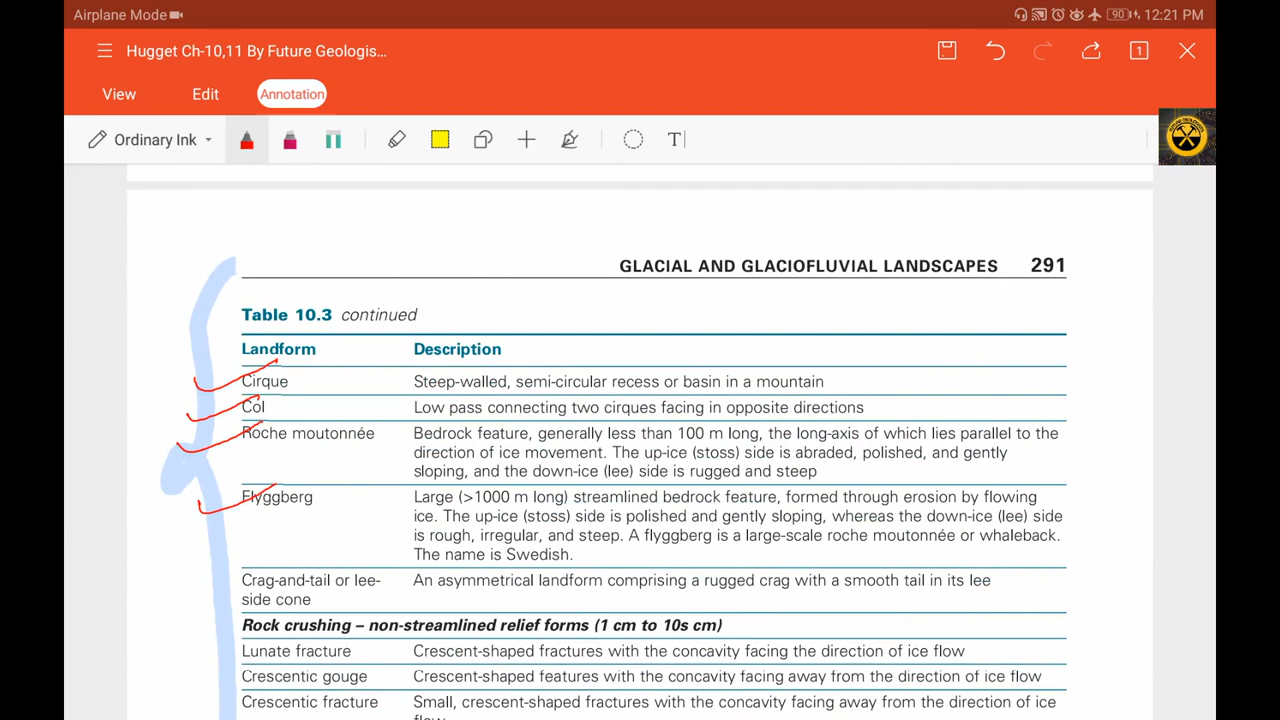 Airplane Mode
90
12:21 PM
Hugget Ch-10,11 By Future Geologis...
1
View
Edit
Annotation
Ordinary Ink
T
GLACIAL AND GLACIOFLUVIAL LANDSCAPES 291
Table 10.3 continued
Landform Description
Cirque Steep-walled, semi-circular recess or basin in a mountain
Col Low pass connecting two cirques facing in opposite directions
Roche moutonnée Bedrock feature, generally less than 100 m long, the long-axis of which lies parallel to the
direction of ice movement. The up-ice (stoss) side is abraded, polished, and gently
sloping, and the down-ice (lee) side is rugged and steep
Flyggberg Large (>1000 m long) streamlined bedrock feature, formed through erosion by flowing
ice. The up-ice (stoss) side is polished and gently sloping, whereas the down-ice (lee) side
is rough, irregular, and steep. A flyggberg is a large-scale roche moutonnée or whaleback.
The name is Swedish.
Crag-and-tail or lee- An asymmetrical landform comprising a rugged crag with a smooth tail in its lee
side cone
Rock crushing – non-streamlined relief forms (1 cm to 10s cm)
Lunate fracture Crescent-shaped fractures with the concavity facing the direction of ice flow
Crescentic gouge Crescent-shaped features with the concavity facing away from the direction of ice flow
Crescentic fracture Small, crescent-shaped fractures with the concavity facing away from the direction of ice
flow